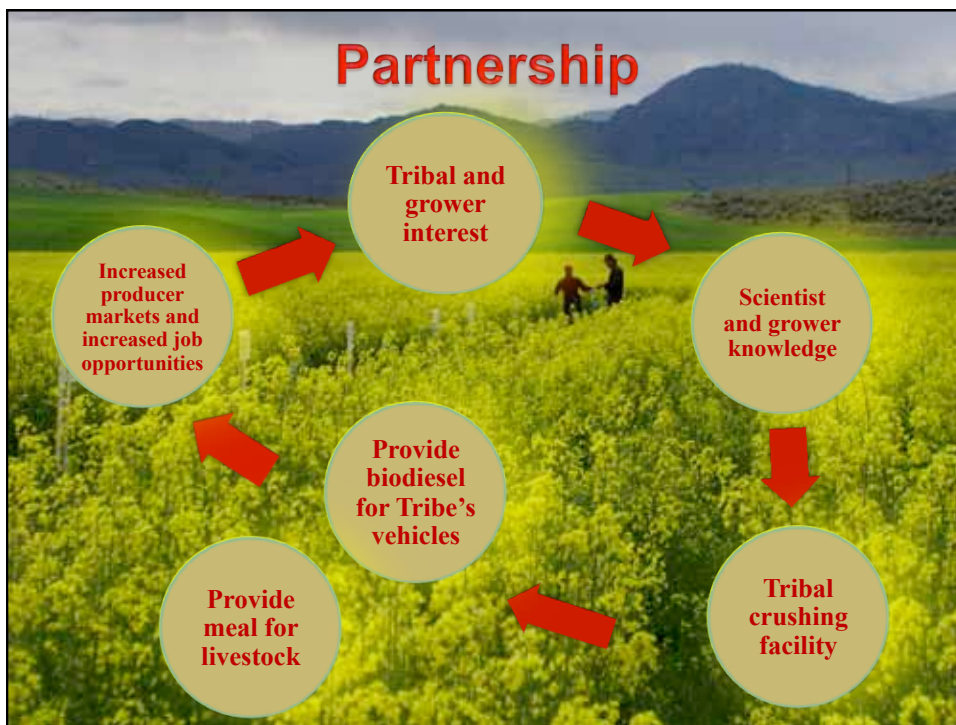 Partnership
Tribal and
grower
interest
Scientist
and grower
knowledge
Tribal
crushing
facility
Provide
biodiesel
for Tribe’s
vehicles
Provide
meal for
livestock
Increased
producer
markets and
increased job
opportunities